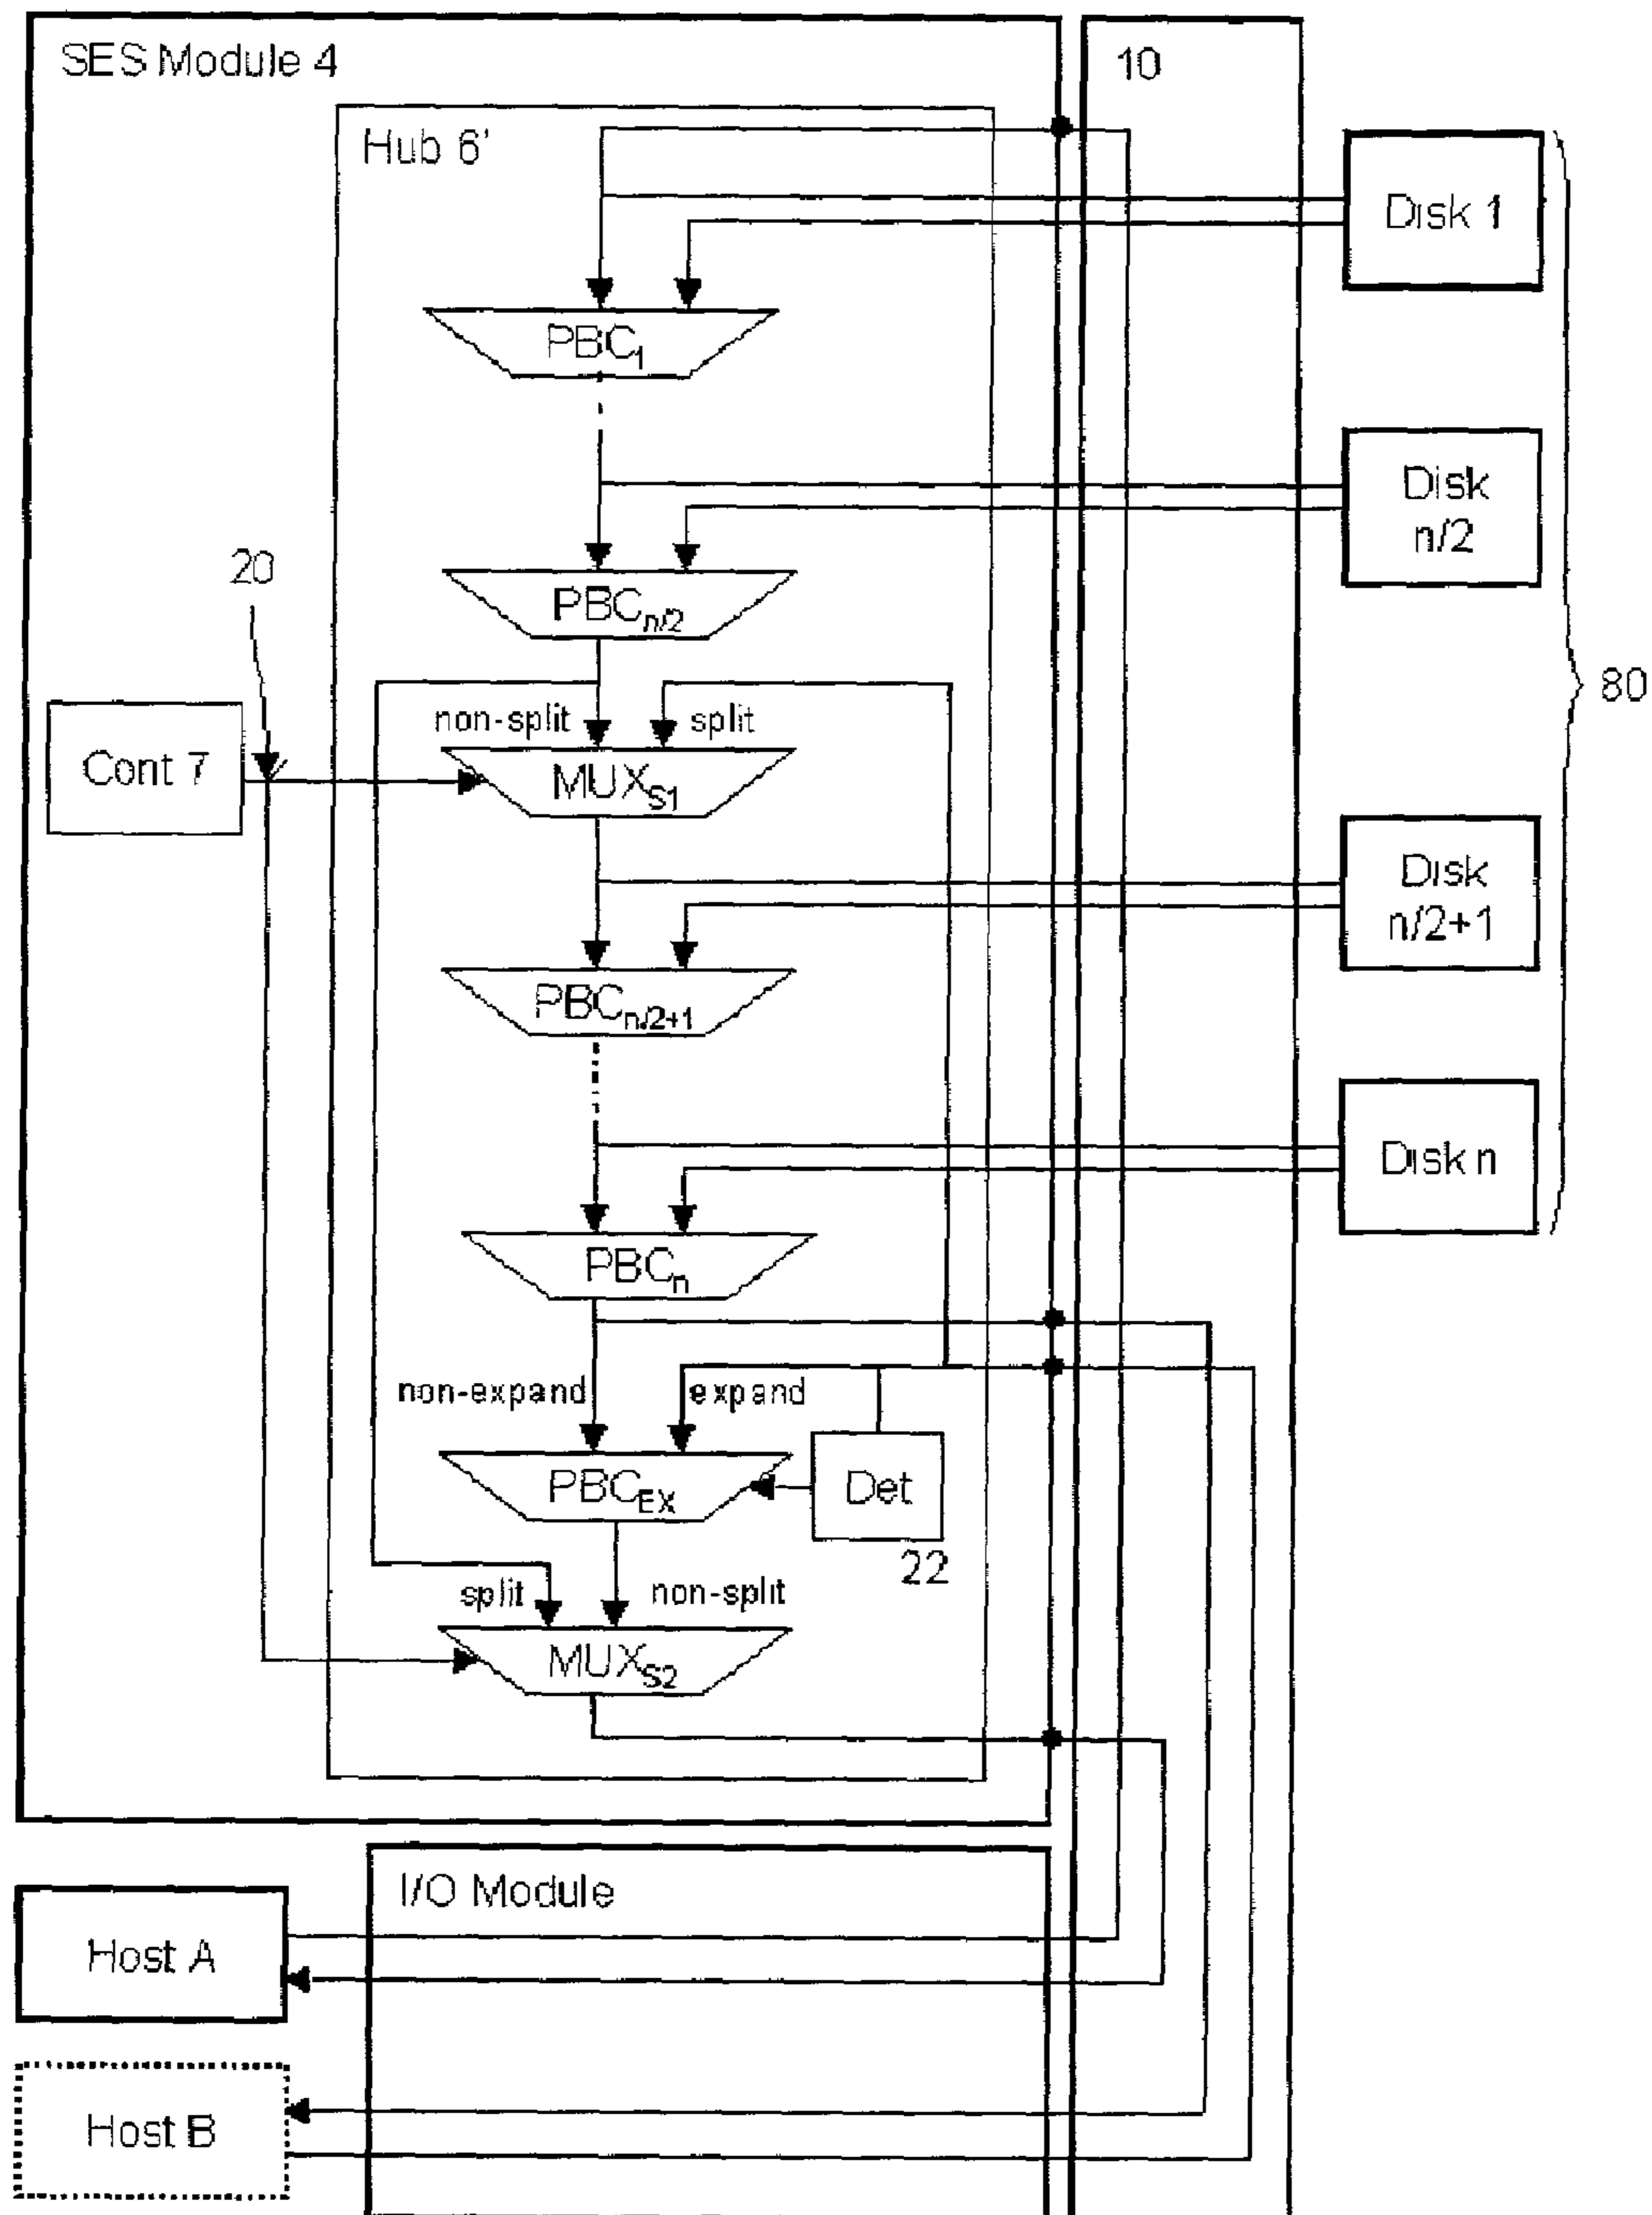 SES Module 4
10
Hub 6'
Disk 1
PBC1
Disk
n/2
20
PBCn/2
80
non-split
split
Cont 7
MUXS1
Disk
n/2+1
PBCn/2+1
Disk n
PBCn
non-expand
expand
PBCEX
Det
22
split
non-split
MUXS2
I/O Module
Host A
Host B